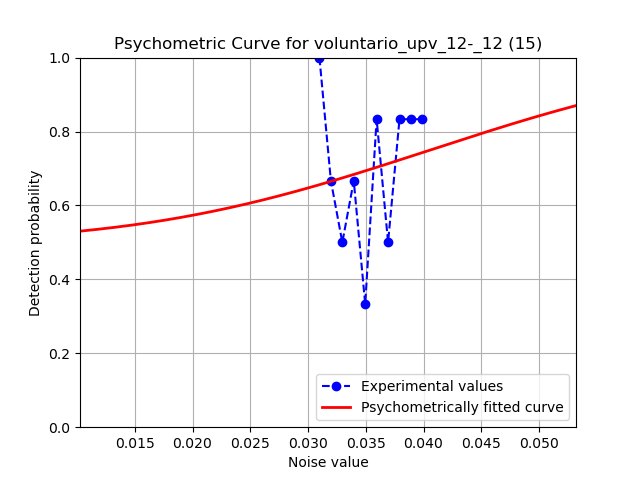 Psychometric Curve for voluntario_upv_12-_12 (15)
1.0
0.8
0.6
0.4
0.2
0.0
Detection probability
Experimental values
Psychometrically fitted curve
0.015 0.020 0.025 0.030 0.035 0.040 0.045 0.050
Noise value